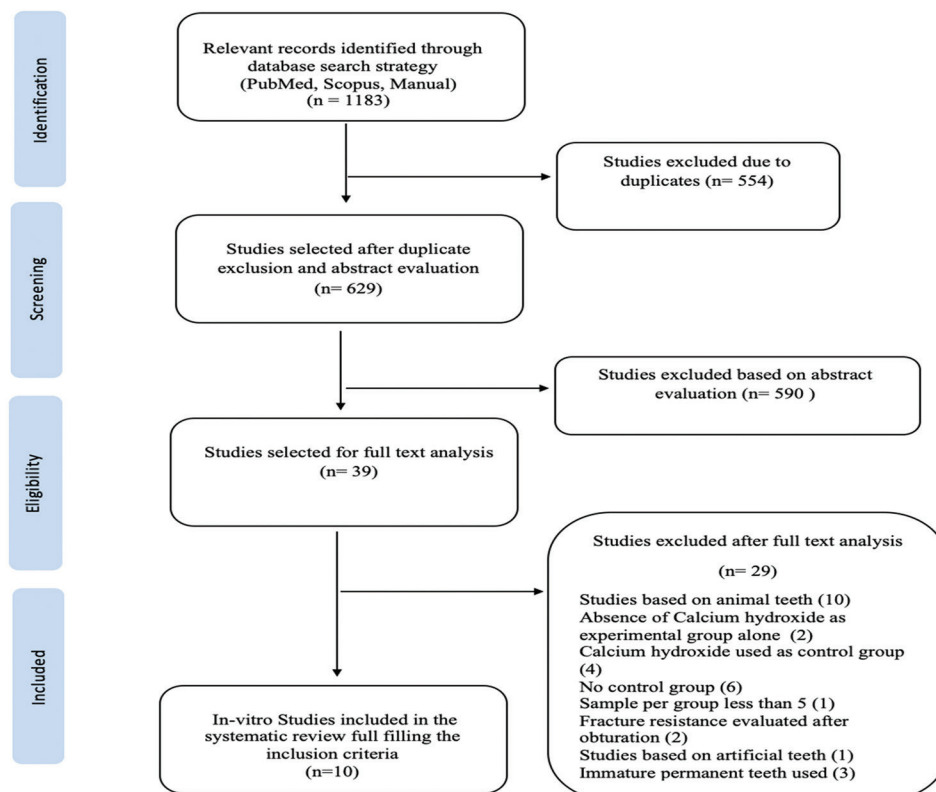 Identification
Relevant records identified through
database search strategy
(PubMed, Scopus, Manual)
(n = 1183)
Studies excluded due to
duplicates (n= 554)
Screening
Studies selected after duplicate
exclusion and abstract evaluation
(n= 629)
Studies excluded based on abstract
evaluation (n= 590 )
Eligibility
Studies selected for full text analysis
(n= 39)
Studies excluded after full text analysis
(n= 29)
Studies based on animal teeth (10)
Absence of Calcium hydroxide as
experimental group alone (2)
Calcium hydroxide used as control group
(4)
No control group (6)
Sample per group less than 5 (1)
Fracture resistance evaluated after
obturation (2)
Studies based on artificial teeth (1)
Immature permanent teeth used (3)
Included
In-vitro Studies included in the
systematic review full filling the
inclusion criteria
(n=10)